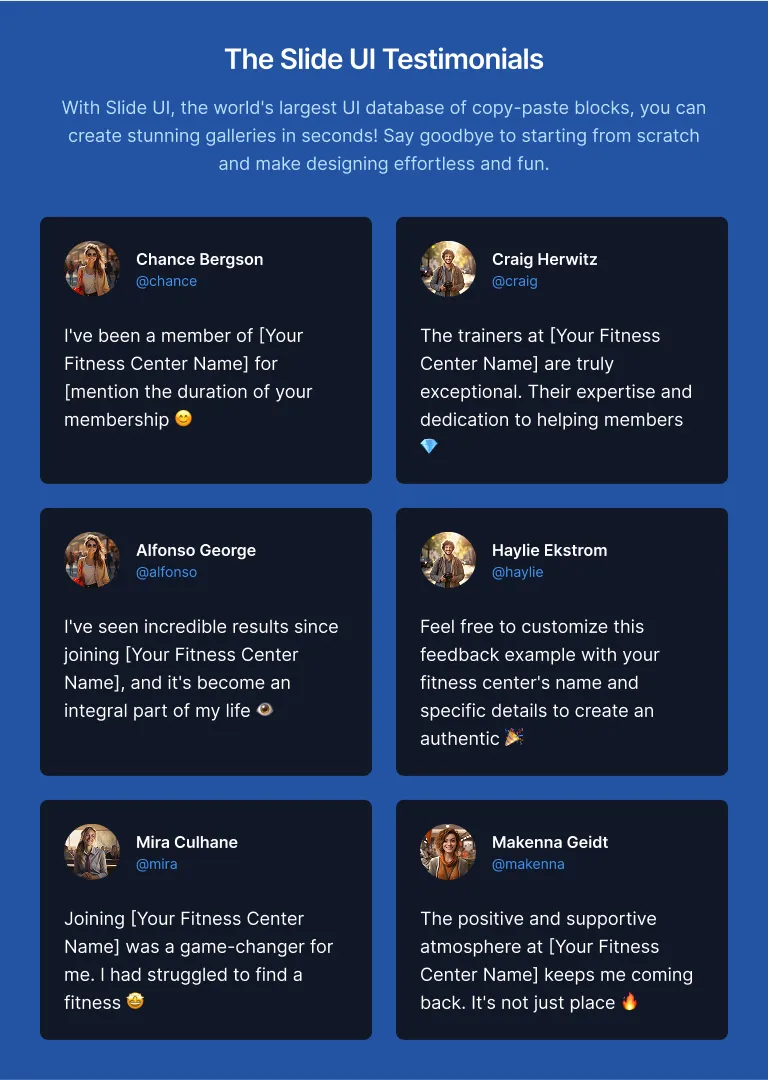 The Slide UI Testimonials
With Slide UI, the world's largest UI database of copy-paste blocks, you can
create stunning galleries in seconds! Say goodbye to starting from scratch
and make designing effortless and fun.
Chance Bergson
@chance
I've been a member of [Your
Fitness Center Name] for
[mention the duration of your
membership 😊
Craig Herwitz
@craig
The trainers at [Your Fitness
Center Name] are truly
exceptional. Their expertise and
dedication to helping members
💎
Alfonso George
@alfonso
I've seen incredible results since
joining [Your Fitness Center
Name], and it's become an
integral part of my life 👁️
Haylie Ekstrom
@haylie
Feel free to customize this
feedback example with your
fitness center's name and
specific details to create an
authentic 🎉
Mira Culhane
@mira
Joining [Your Fitness Center
Name] was a game-changer for
me. I had struggled to find a
fitness 🤩
Makenna Geidt
@makenna
The positive and supportive
atmosphere at [Your Fitness
Center Name] keeps me coming
back. It's not just place 🔥